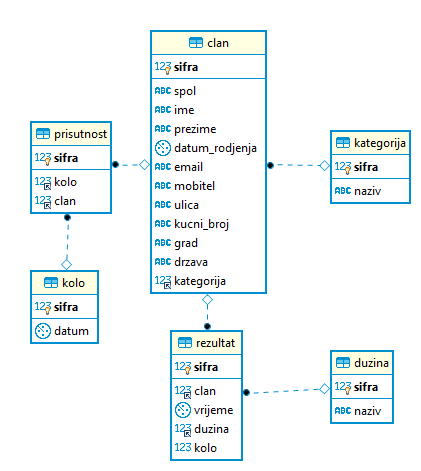 clan
123 sifra
ABC spol
ABC ime
ABC prezime
datum_rodjenja
ABC email
ABC mobitel
ABC ulica
ABC kucni_broj
ABC grad
ABC drzava
123 kategorija
prisutnost
123 sifra
123 kolo
123 clan
kategorija
123 sifra
ABC naziv
kolo
123 sifra
datum
rezultat
123 sifra
123 clan
vrijeme
123 duzina
123 kolo
duzina
123 sifra
ABC naziv